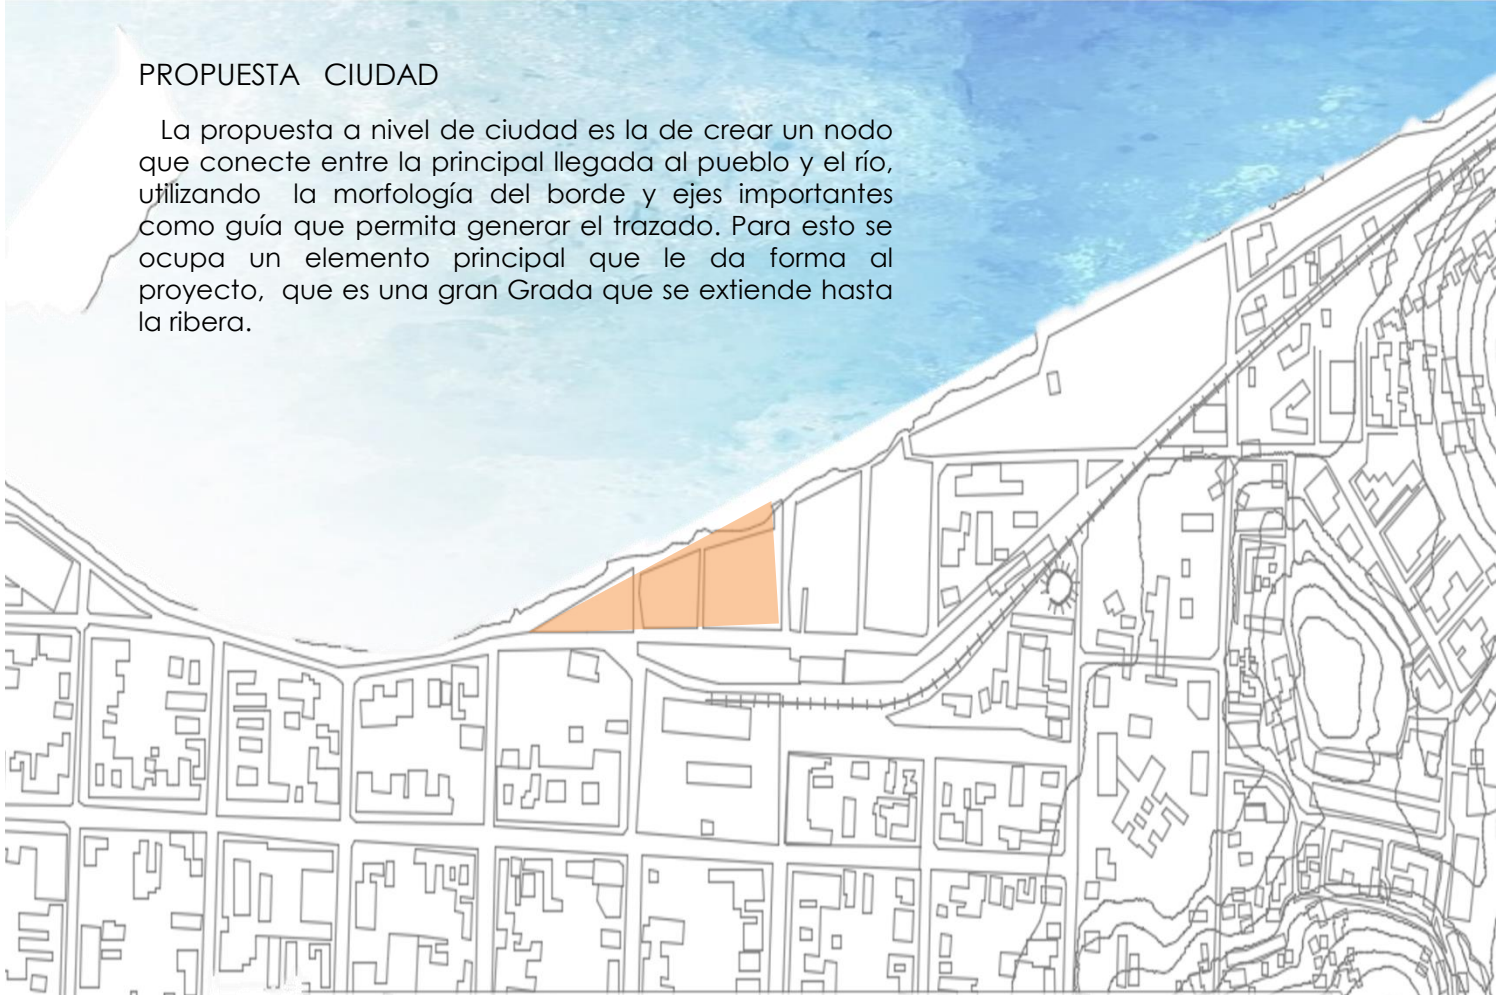 PROPUESTA CIUDAD
La propuesta a nivel de ciudad es la de crear un nodo
que conecte entre la principal llegada al pueblo y el río,
utilizando la morfología del borde y ejes importantes
como guía que permita generar el trazado. Para esto se
ocupa un elemento principal que le da forma al
proyecto, que es una gran Grada que se extiende hasta
la ribera.